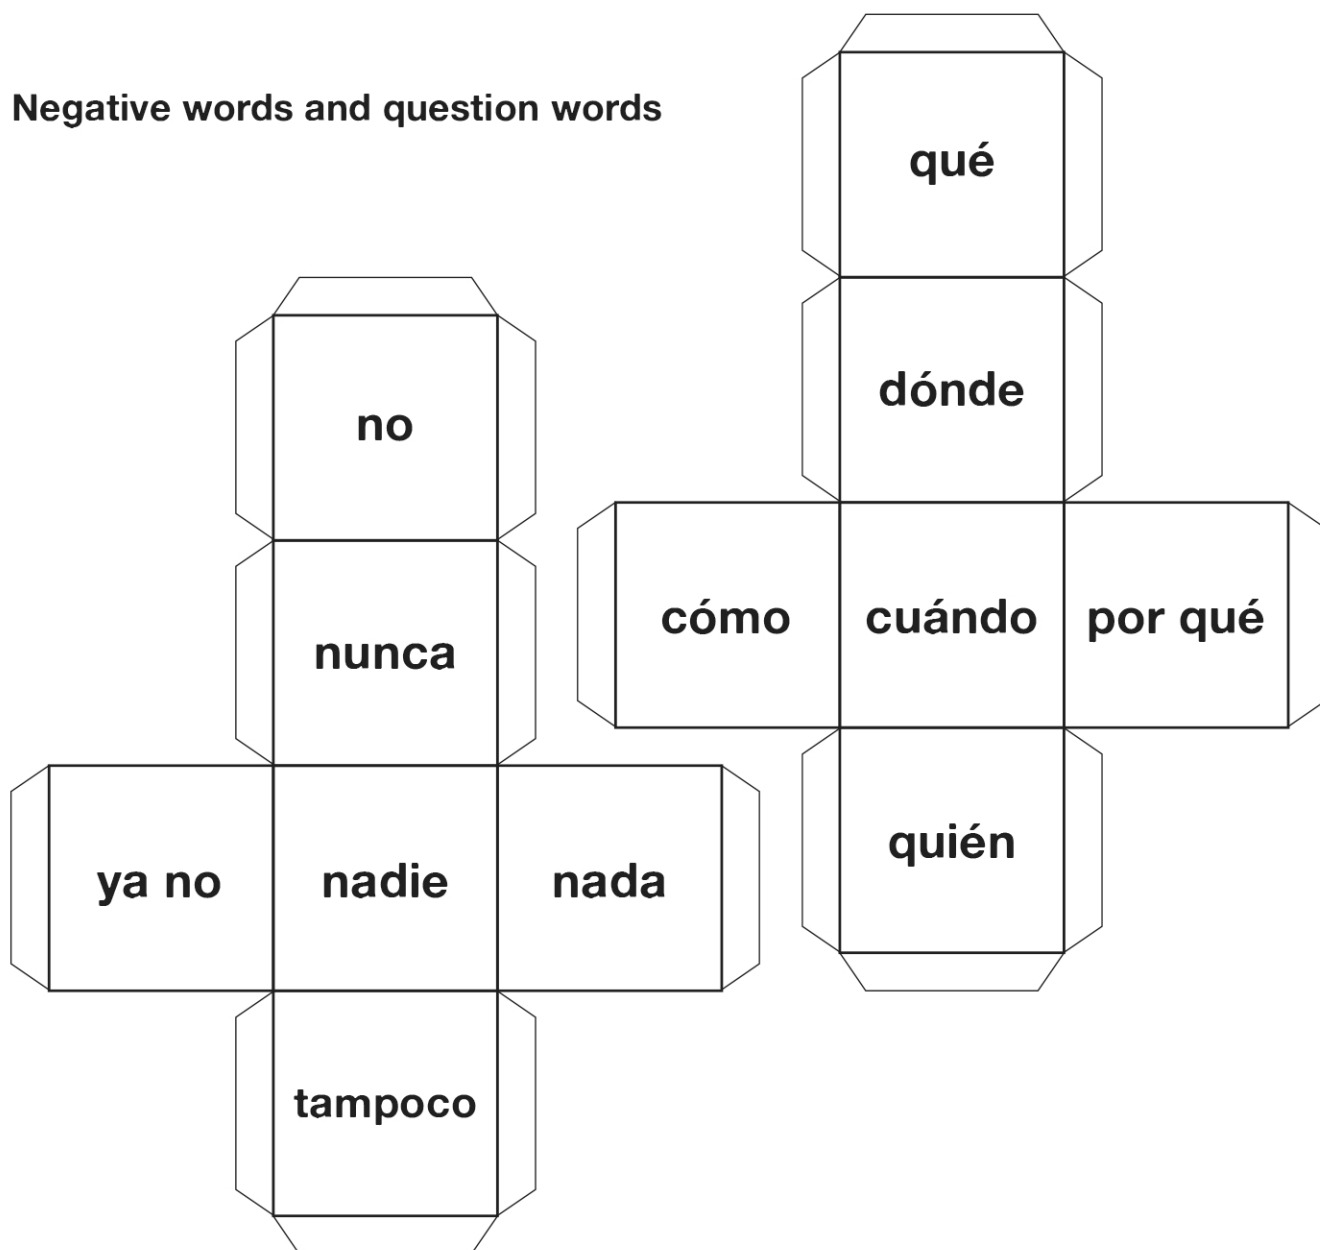 Negative words and question words
qué
dónde
cómo
cuándo
por qué
quién
no
nunca
ya no
nadie
nada
tampoco